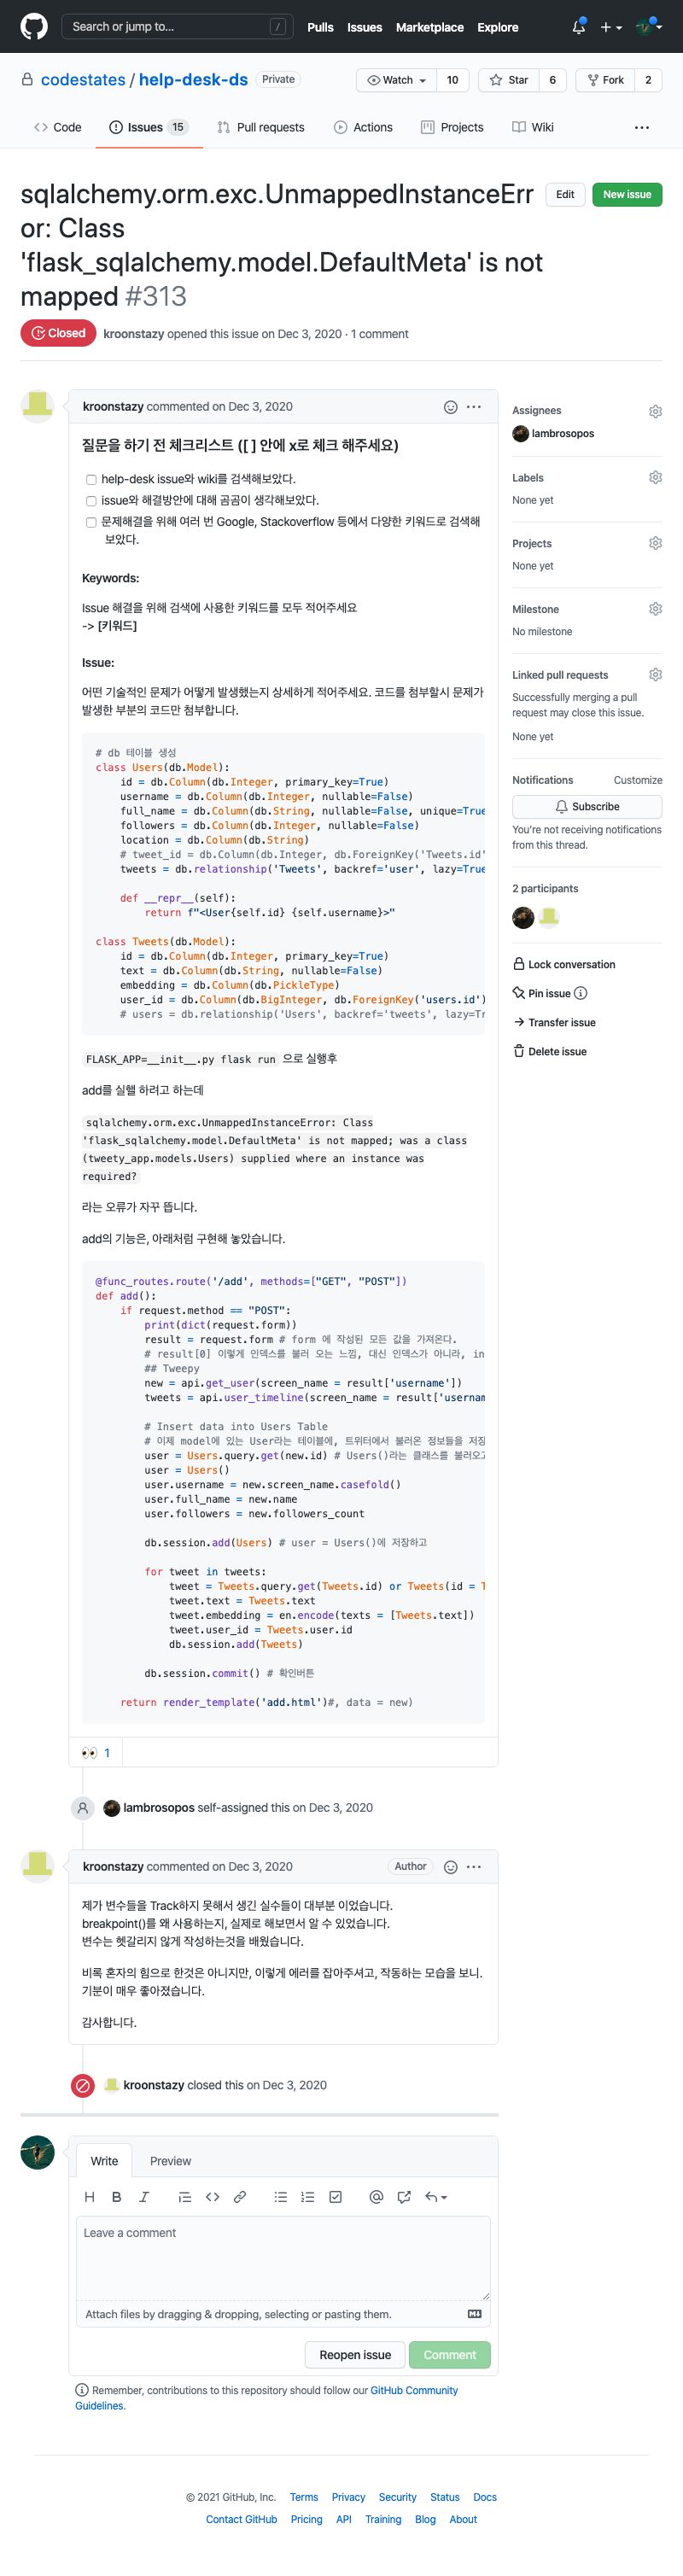 Search or jump to... /
Pulls Issues Marketplace Explore
codestates / help-desk-ds Private
Watch 10 Star 6 Fork 2
Code Issues 15 Pull requests Actions Projects Wiki ...
sqlalchemy.orm.exc.UnmappedInstanceErr
or: Class
'flask_sqlalchemy.model.DefaultMeta' is not
mapped #313
Edit New issue
Closed kroonstazy opened this issue on Dec 3, 2020 · 1 comment
kroonstazy commented on Dec 3, 2020
질문을 하기 전 체크리스트 ([ ] 안에 x로 체크 해주세요)
help-desk issue와 wiki를 검색해보았다.
issue와 해결방안에 대해 곰곰이 생각해보았다.
문제해결을 위해 여러 번 Google, Stackoverflow 등에서 다양한 키워드로 검색해
보았다.
Keywords:
Issue 해결을 위해 검색에 사용한 키워드를 모두 적어주세요
-> [키워드]
Issue:
어떤 기술적인 문제가 어떻게 발생했는지 상세하게 적어주세요. 코드를 첨부할시 문제가
발생한 부분의 코드만 첨부합니다.
# db 테이블 생성
class Users(db.Model):
id = db.Column(db.Integer, primary_key=True)
username = db.Column(db.Integer, nullable=False)
full_name = db.Column(db.String, nullable=False, unique=True
followers = db.Column(db.Integer, nullable=False)
location = db.Column(db.String)
# tweet_id = db.Column(db.Integer, db.ForeignKey('Tweets.id'
tweets = db.relationship('Tweets', backref='user', lazy=True
def __repr__(self):
return f"<User{self.id} {self.username}>"
class Tweets(db.Model):
id = db.Column(db.Integer, primary_key=True)
text = db.Column(db.String, nullable=False)
embedding = db.Column(db.PickleType)
user_id = db.Column(db.BigInteger, db.ForeignKey('users.id')
# users = db.relationship('Users', backref='tweets', lazy=Tr
FLASK_APP=__init__.py flask run 으로 실행후
add를 실핼 하려고 하는데
sqlalchemy.orm.exc.UnmappedInstanceError: Class
'flask_sqlalchemy.model.DefaultMeta' is not mapped; was a class
(tweety_app.models.Users) supplied where an instance was
required?
라는 오류가 자꾸 뜹니다.
add의 기능은, 아래처럼 구현해 놓았습니다.
@func_routes.route('/add', methods=["GET", "POST"])
def add():
if request.method == "POST":
print(dict(request.form))
result = request.form # form 에 작성된 모든 값을 가져온다.
# result[0] 이렇게 인덱스를 불러 오는 느낌, 대신 인덱스가 아니라, in
## Tweepy
new = api.get_user(screen_name = result['username'])
tweets = api.user_timeline(screen_name = result['usernam
# Insert data into Users Table
# 이제 model에 있는 User라는 테이블에, 트위터에서 불러온 정보들을 저장
user = Users.query.get(new.id) # Users()라는 클래스를 불러오고
user = Users()
user.username = new.screen_name.casefold()
user.full_name = new.name
user.followers = new.followers_count
db.session.add(Users) # user = Users()에 저장하고
for tweet in tweets:
tweet = Tweets.query.get(Tweets.id) or Tweets(id = T
tweet.text = Tweets.text
tweet.embedding = en.encode(texts = [Tweets.text])
tweet.user_id = Tweets.user.id
db.session.add(Tweets)
db.session.commit() # 확인버튼
return render_template('add.html')#, data = new)
1
lambrosopos self-assigned this on Dec 3, 2020
kroonstazy commented on Dec 3, 2020 Author
제가 변수들을 Track하지 못해서 생긴 실수들이 대부분 이었습니다.
breakpoint()를 왜 사용하는지, 실제로 해보면서 알 수 있었습니다.
변수는 헷갈리지 않게 작성하는것을 배웠습니다.
비록 혼자의 힘으로 한것은 아니지만, 이렇게 에러를 잡아주셔고, 작동하는 모습을 보니.
기분이 매우 좋아졌습니다.
감사합니다.
kroonstazy closed this on Dec 3, 2020
Write Preview
Leave a comment
Attach files by dragging & dropping, selecting or pasting them.
Reopen issue Comment
Remember, contributions to this repository should follow our GitHub Community
Guidelines.
Assignees
lambrosopos
Labels
None yet
Projects
None yet
Milestone
No milestone
Linked pull requests
Successfully merging a pull
request may close this issue.
None yet
Notifications Customize
Subscribe
You're not receiving notifications
from this thread.
2 participants
Lock conversation
Pin issue
Transfer issue
Delete issue
© 2021 GitHub, Inc. Terms Privacy Security Status Docs
Contact GitHub Pricing API Training Blog About